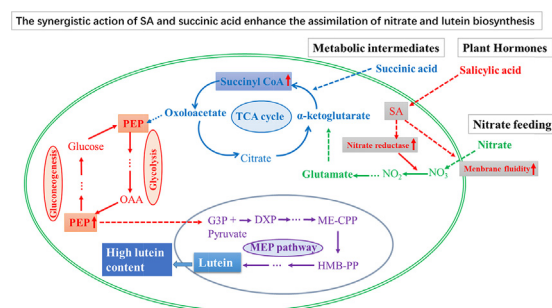 The synergistic action of SA and succinic acid enhance the assimilation of nitrate and lutein biosynthesis
Metabolic intermediates
Plant Hormones
Succinic acid
Salicylic acid
Succinyl CoA
PEP
Oxoloacetate
TCA cycle
α-ketoglutarate
SA
Nitrate feeding
Glucose
Citrate
Nitrate reductase
Nitrate
Gluconeogenesis
Glycolysis
Glutamate
NO2
NO3
Menbrane fluidity
OAA
PEP
G3P +
Pyruvate
DXP
ME-CPP
MEP pathway
High lutein
content
Lutein
HMB-PP